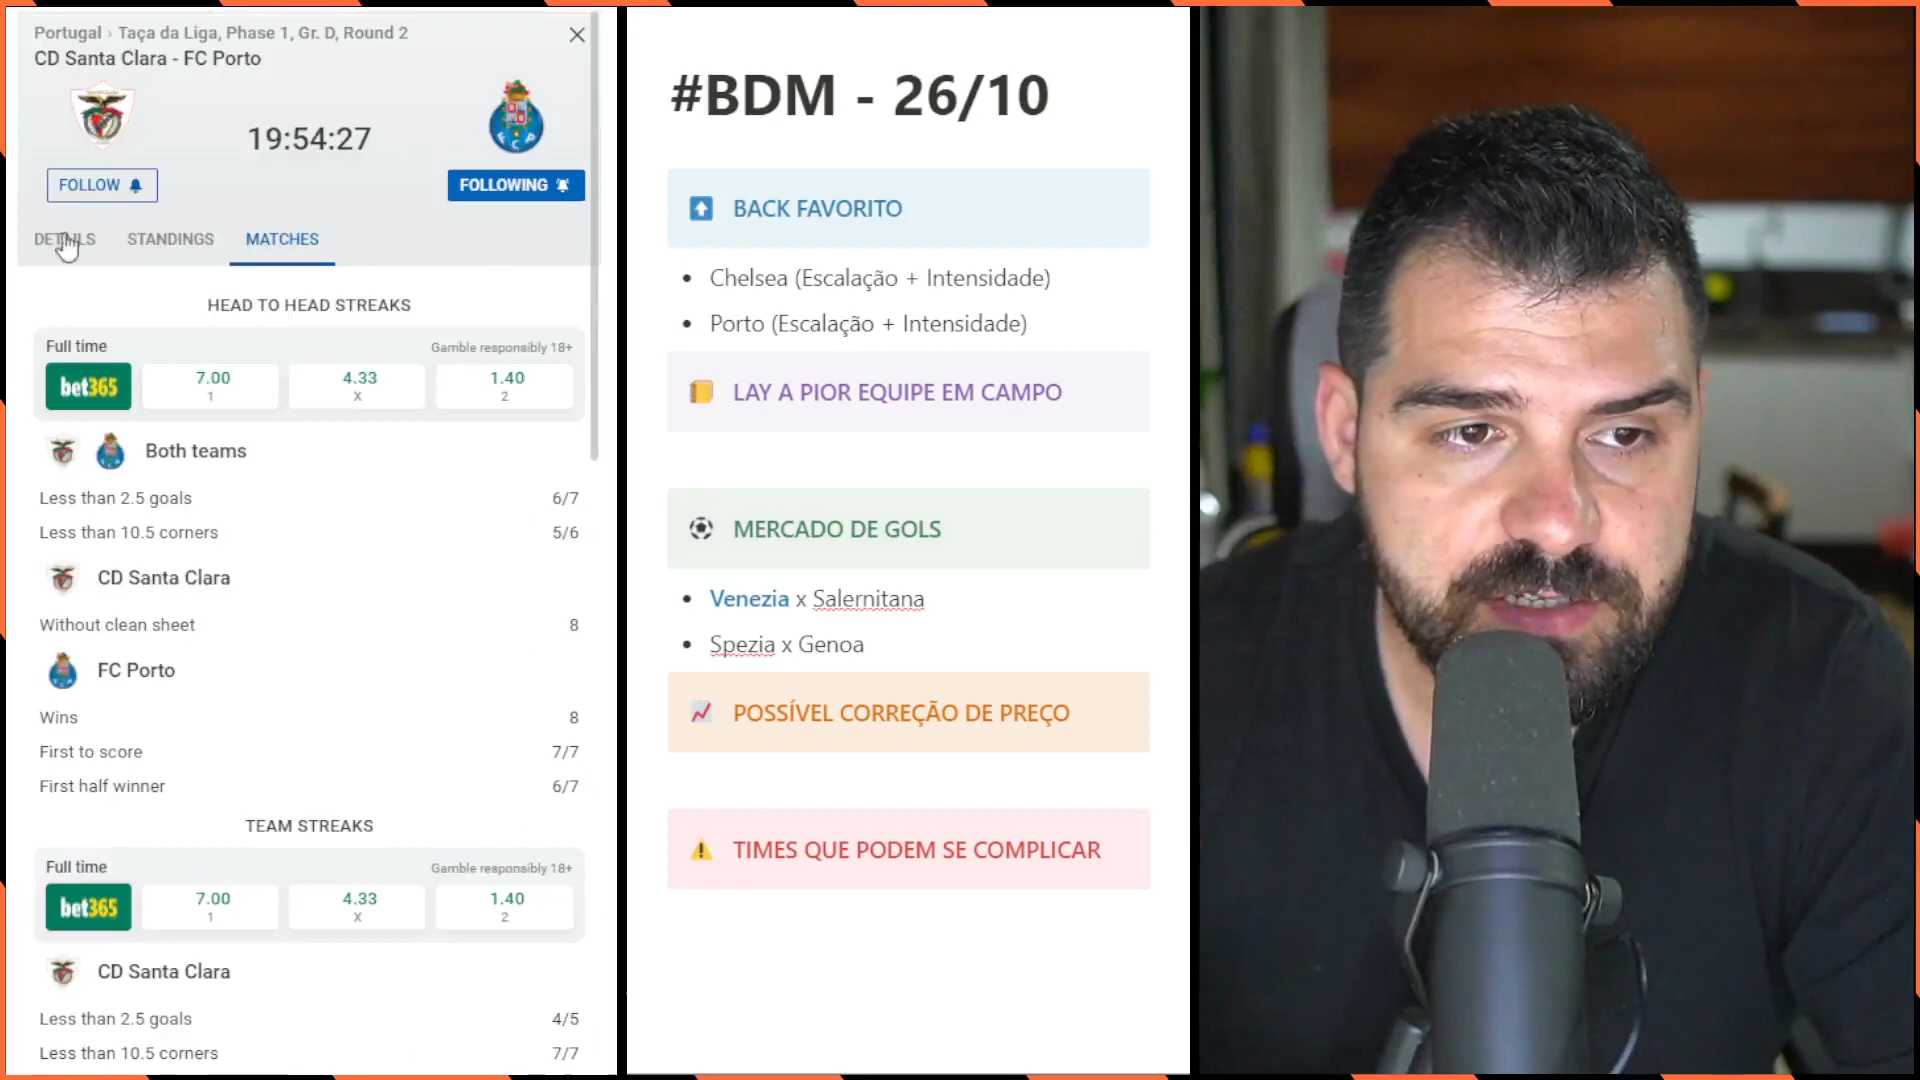 Portugal › Taça da Liga, Phase 1, Gr. D, Round 2
CD Santa Clara - FC Porto
19:54:27
FOLLOW
FOLLOWING
DETAILS STANDINGS MATCHES
HEAD TO HEAD STREAKS
Full time Gamble responsibly 18+
bet365 7.00 4.33 1.40
1 X 2
Both teams
Less than 2.5 goals 6/7
Less than 10.5 corners 5/6
CD Santa Clara
Without clean sheet 8
FC Porto
Wins 8
First to score 7/7
First half winner 6/7
TEAM STREAKS
Full time Gamble responsibly 18+
bet365 7.00 4.33 1.40
1 X 2
CD Santa Clara
Less than 2.5 goals 4/5
Less than 10.5 corners 7/7
#BDM - 26/10
BACK FAVORITO
• Chelsea (Escalação + Intensidade)
• Porto (Escalação + Intensidade)
LAY A PIOR EQUIPE EM CAMPO
MERCADO DE GOLS
• Venezia x Salernitana
• Spezia x Genoa
POSSÍVEL CORREÇÃO DE PREÇO
TIMES QUE PODEM SE COMPLICAR